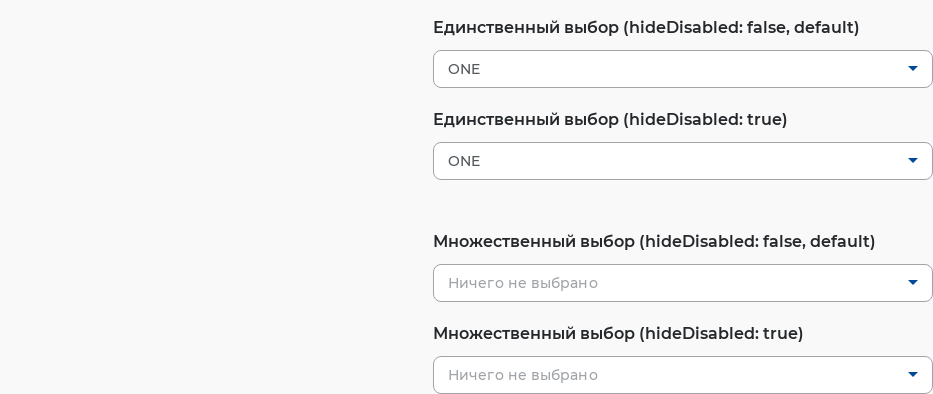 Единственный выбор (hideDisabled: false, default)
ONE
Единственный выбор (hideDisabled: true)
ONE
Множественный выбор (hideDisabled: false, default)
Ничего не выбрано
Множественный выбор (hideDisabled: true)
Ничего не выбрано